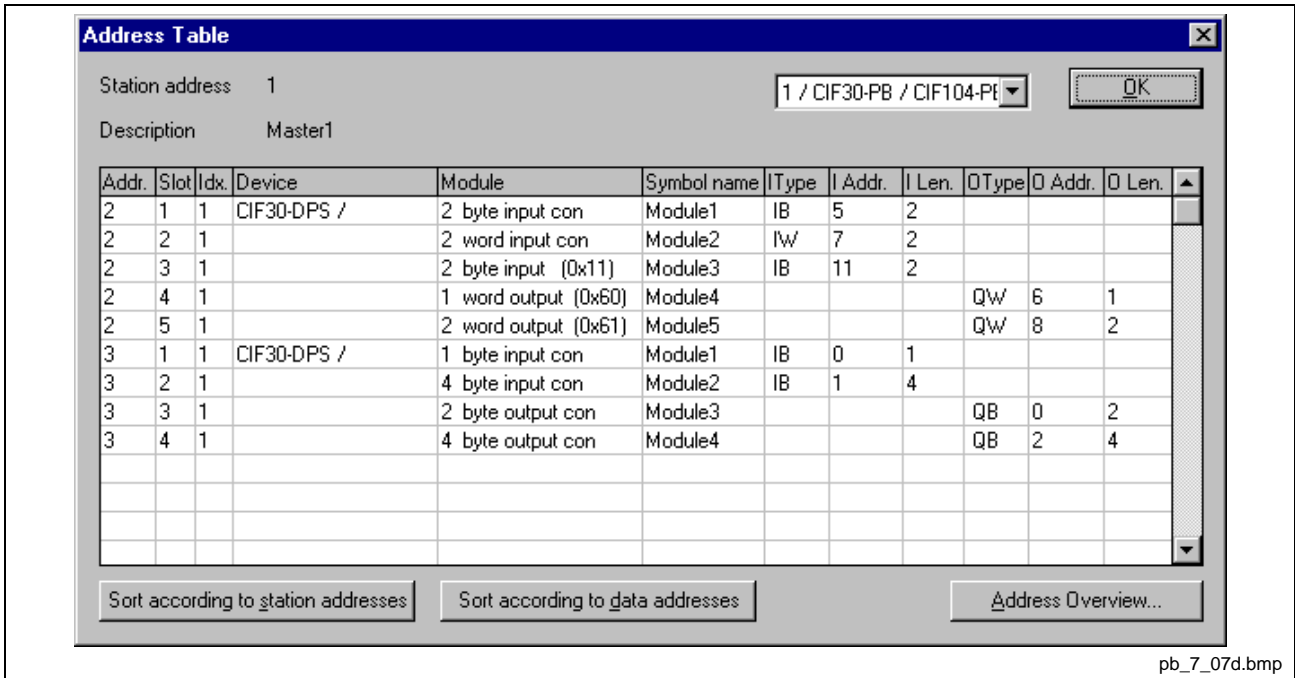 Address Table
Station address 1
1 / CIF30-PB / CIF104-PB
OK
Description Master1
Addr. Slot Idx. Device Module Symbol name IType I Addr. I Len. OType O Addr. O Len.
2 1 1 CIF30-DPS / 2 byte input con Module1 IB 5 2
2 2 1 2 word input con Module2 IW 7 2
2 3 1 2 byte input (0x11) Module3 IB 11 2
2 4 1 1 word output (0x60) Module4 QW 6 1
2 5 1 2 word output (0x61) Module5 QW 8 2
3 1 1 CIF30-DPS / 1 byte input con Module1 IB 0 1
3 2 1 4 byte input con Module2 IB 1 4
3 3 1 2 byte output con Module3 QB 0 2
3 4 1 4 byte output con Module4 QB 2 4
Sort according to station addresses Sort according to data addresses Address Overview...
pb_7_07d.bmp